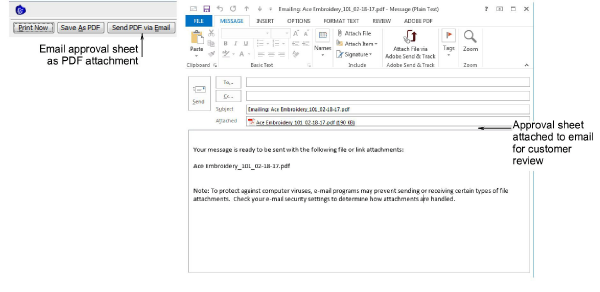 Print Now Save As PDF Send PDF via Email
Email approval sheet
as PDF attachment
Emailing: Ace Embroidery_101_02-18-17.pdf - Message (Plain Text)
FILE MESSAGE INSERT OPTIONS FORMAT TEXT REVIEW ADOBE PDF
Paste
B I U
Names
Attach File
Attach Item
Signature
Attach File via
Adobe Send & Track
Tags Zoom
Clipboard Basic Text Include Adobe Send & Track Zoom
Send
To...
Cc...
Subject Emailing: Ace Embroidery_101_02-18-17.pdf
Attached Ace Embroidery_101_02-18-17.pdf (190 KB)
Approval sheet
attached to email
for customer
review
Your message is ready to be sent with the following file or link attachments:
Ace Embroidery_101_02-18-17.pdf
Note: To protect against computer viruses, e-mail programs may prevent sending or receiving certain types of file
attachments. Check your e-mail security settings to determine how attachments are handled.